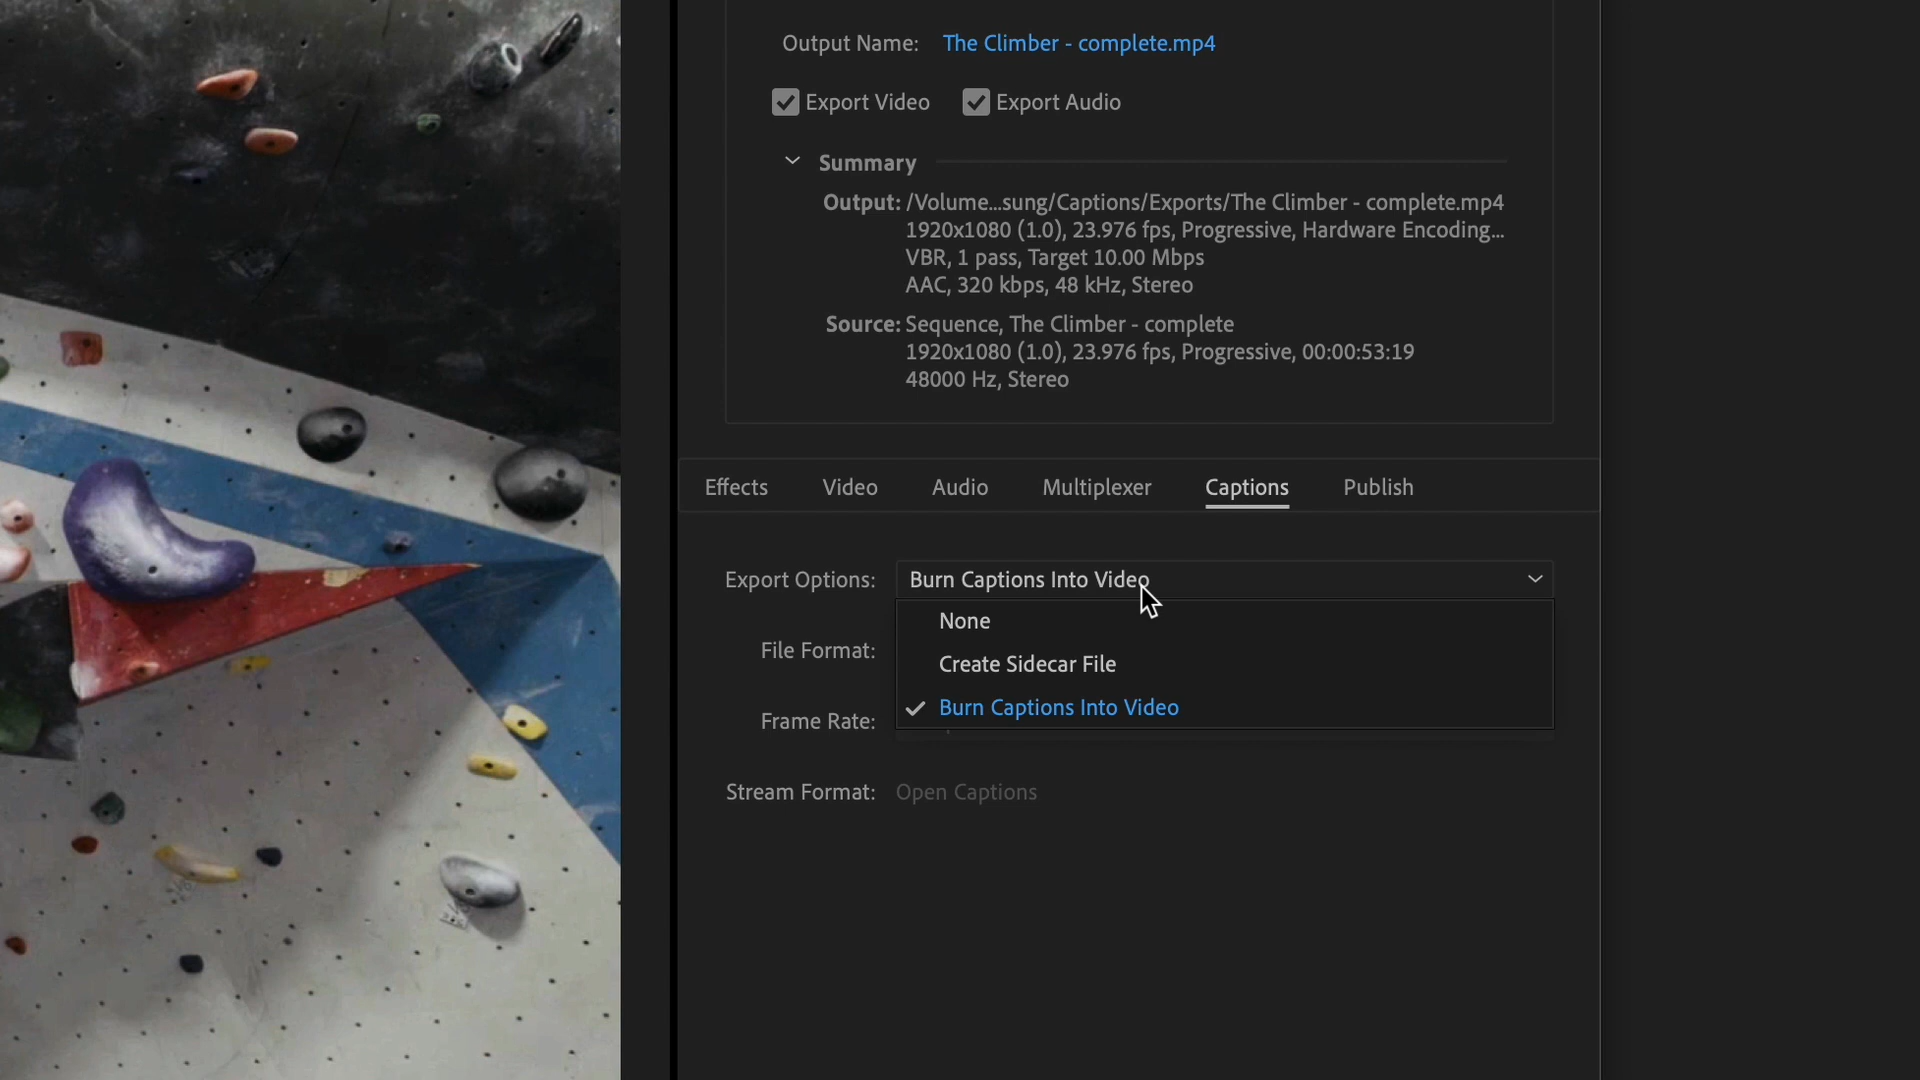 Output Name: The Climber - complete.mp4
Export Video Export Audio
Summary
Output: /Volume...sung/Captions/Exports/The Climber - complete.mp4
1920x1080 (1.0), 23.976 fps, Progressive, Hardware Encoding...
VBR, 1 pass, Target 10.00 Mbps
AAC, 320 kbps, 48 kHz, Stereo
Source: Sequence, The Climber - complete
1920x1080 (1.0), 23.976 fps, Progressive, 00:00:53:19
48000 Hz, Stereo
Effects Video Audio Multiplexer Captions Publish
Export Options: Burn Captions Into Video
None
File Format:
Create Sidecar File
Burn Captions Into Video
Frame Rate:
Stream Format: Open Captions